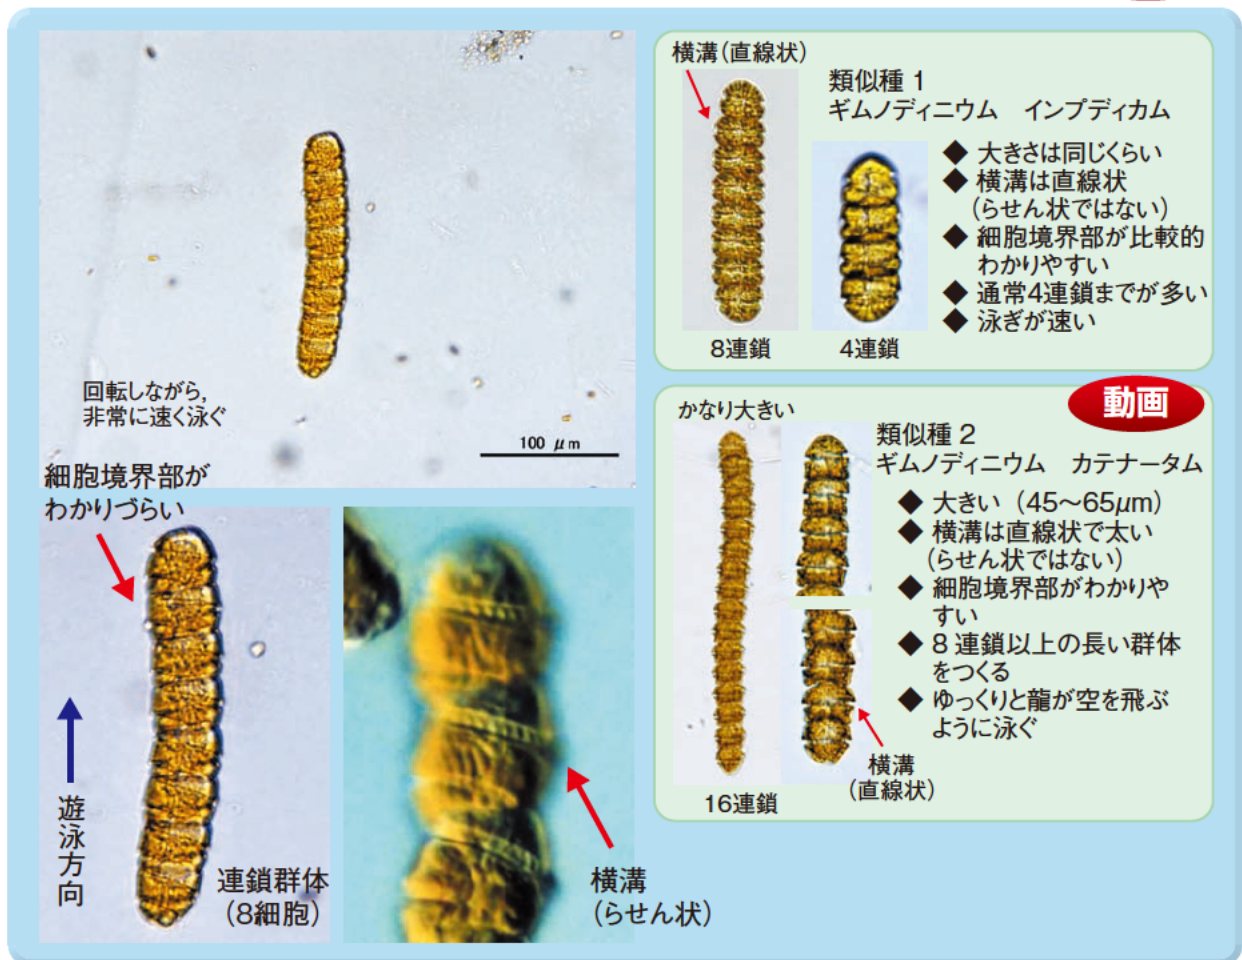 回転しながら,
非常に速く泳ぐ
100 μm
細胞境界部が
わかりづらい
遊泳方向
連鎖群体
(8細胞)
横溝
(らせん状)
横溝(直線状)
類似種 1
ギムノディニウム　インプディカム
◆ 大きさは同じくらい
◆ 横溝は直線状
(らせん状ではない)
◆ 細胞境界部が比較的
わかりやすい
◆ 通常4連鎖までが多い
◆ 泳ぎが速い
8連鎖
4連鎖
動画
かなり大きい
類似種 2
ギムノディニウム　カテナータム
◆ 大きい（45～65μm）
◆ 横溝は直線状で太い
(らせん状ではない)
◆ 細胞境界部がわかりや
すい
◆ 8 連鎖以上の長い群体
をつくる
◆ ゆっくりと龍が空を飛ぶ
ように泳ぐ
横溝
(直線状)
16連鎖